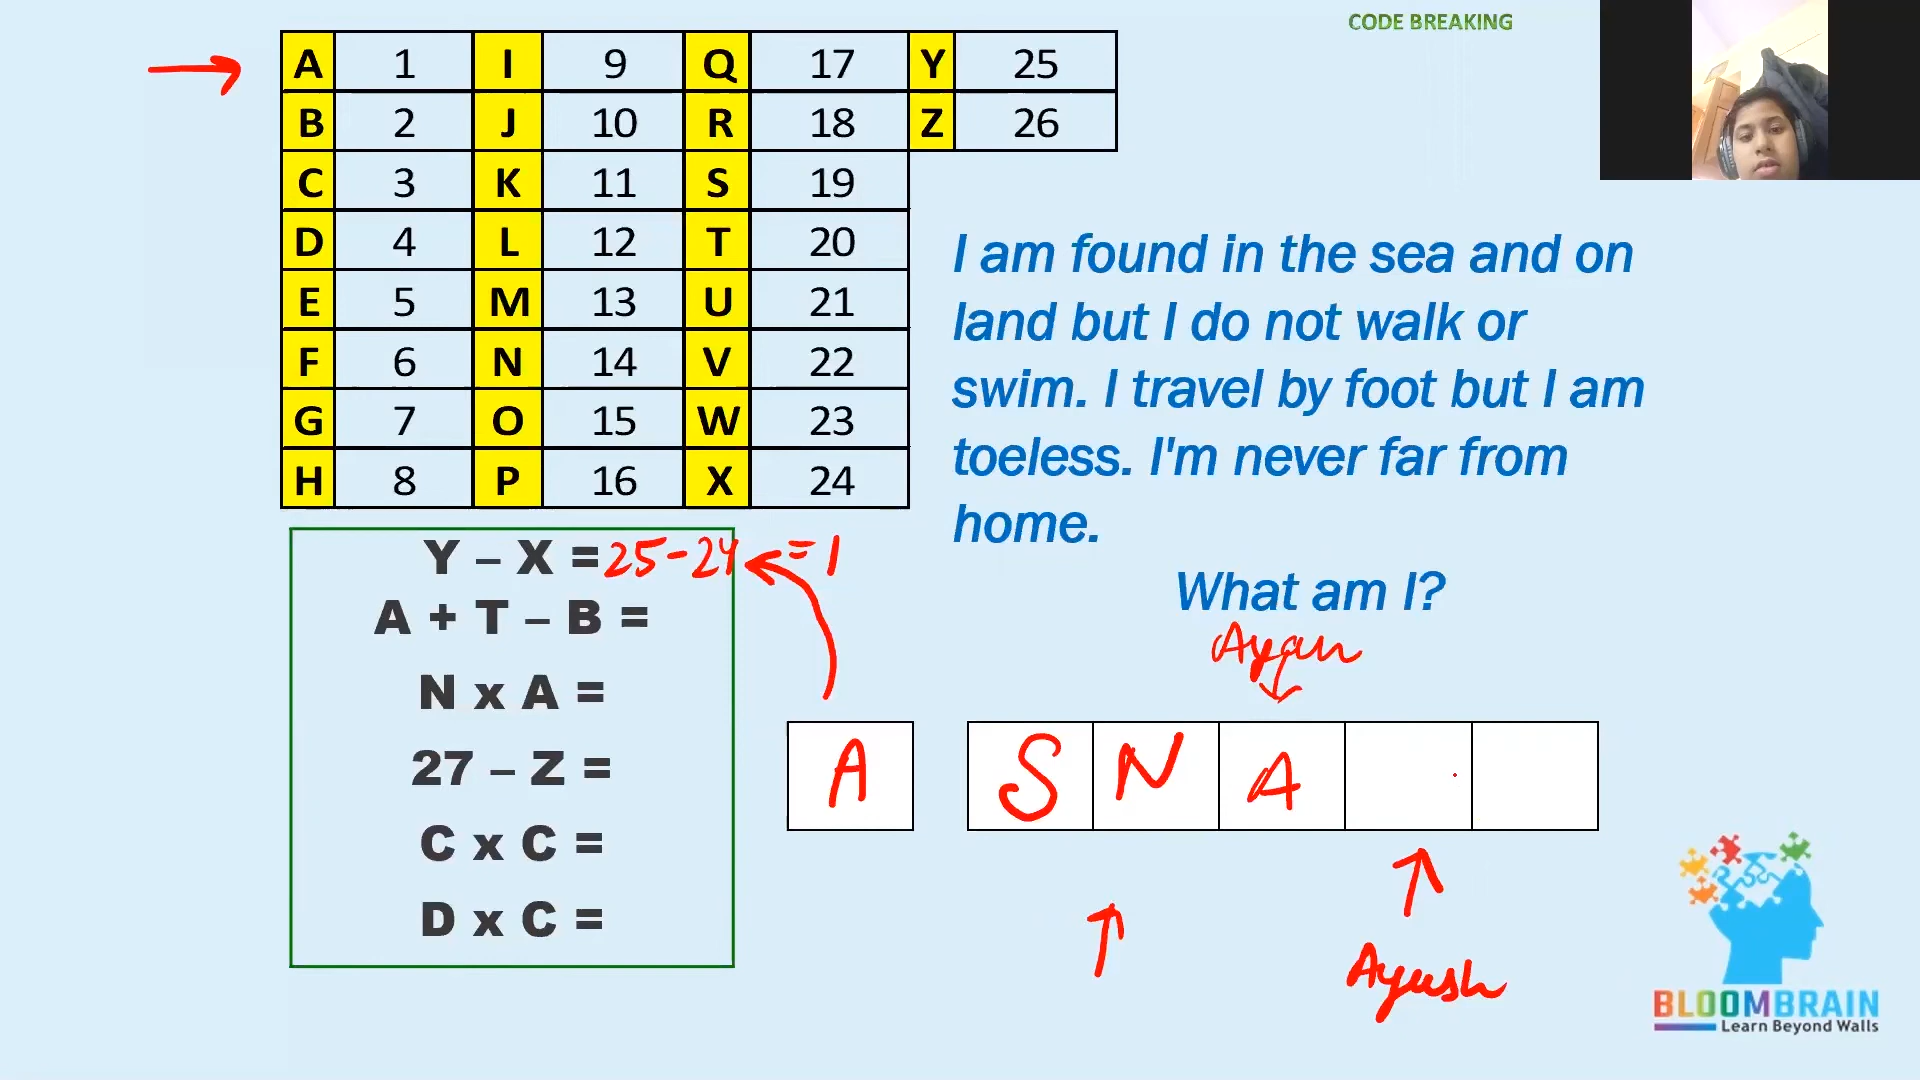 CODE BREAKING
A 1 I 9 Q 17 Y 25
B 2 J 10 R 18 Z 26
C 3 K 11 S 19
D 4 L 12 T 20
E 5 M 13 U 21
F 6 N 14 V 22
G 7 O 15 W 23
H 8 P 16 X 24
I am found in the sea and on
land but I do not walk or
swim. I travel by foot but I am
toeless. I'm never far from
home.
What am I?
Y – X = 25-24 = 1
A + T – B =
N x A =
27 – Z =
C x C =
D x C =
Ayan
A S N A
Ayush
BLOOMBRAIN
Learn Beyond Walls